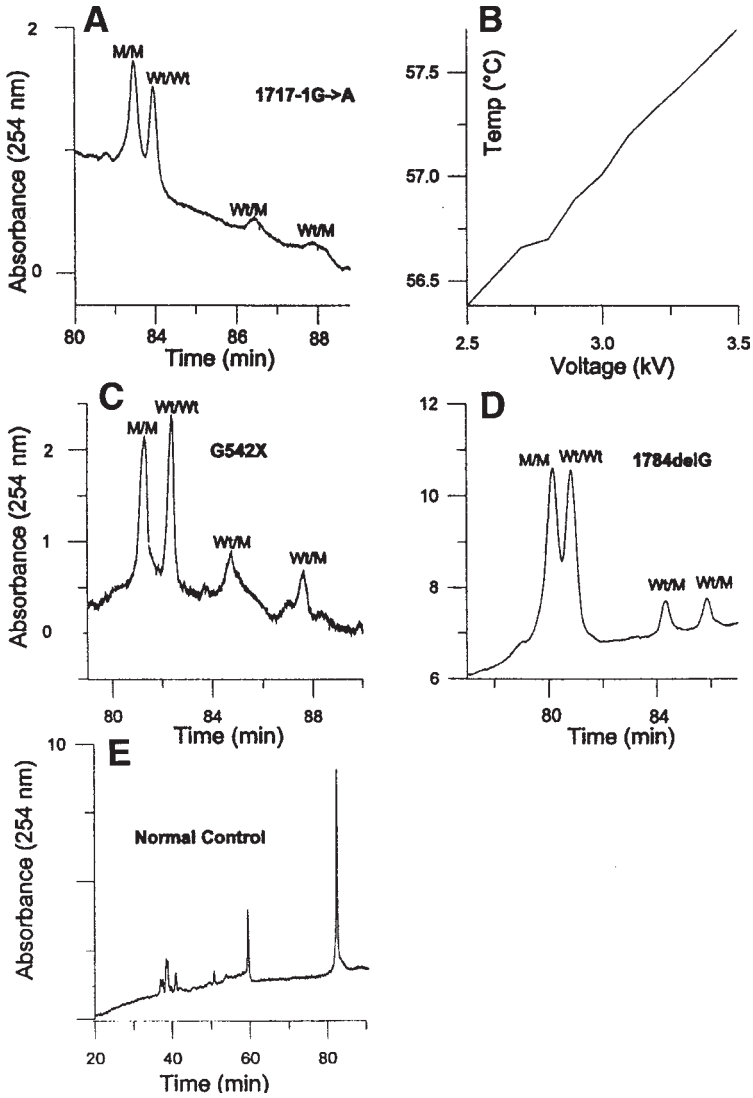 A
2
0
Absorbance (254 nm)
M/M
Wt/Wt
1717-1G->A
Wt/M
Wt/M
80
84
86
88
Time (min)
B
Temp (°C)
57.5
57.0
56.5
2.5
3.0
3.5
Voltage (kV)
C
2
1
0
Absorbance (254 nm)
M/M
Wt/Wt
G542X
Wt/M
Wt/M
80
84
88
Time (min)
D
12
10
8
6
M/M
Wt/Wt
1784delG
Wt/M
Wt/M
80
84
Time (min)
E
10
Absorbance (254 nm)
Normal Control
20
40
60
80
Time (min)